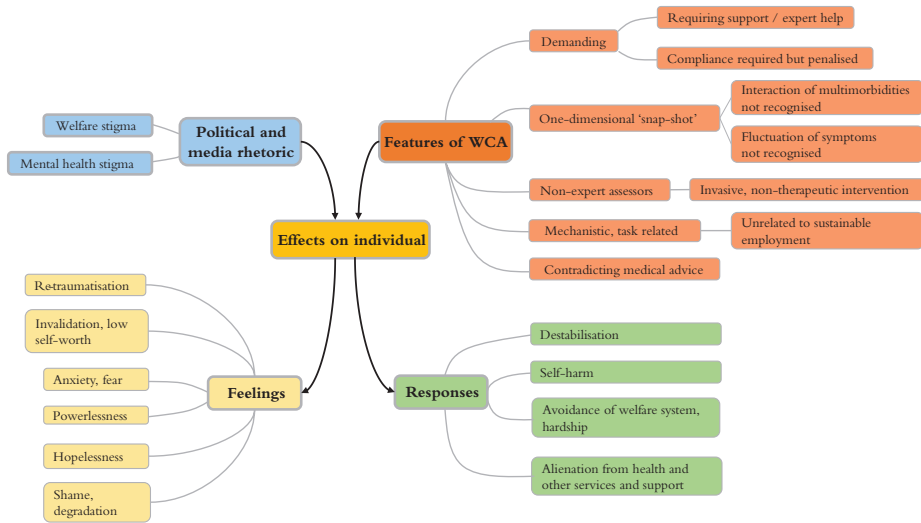 Requiring support / expert help
Demanding
Compliance required but penalised
Interaction of multimorbidities
not recognised
One-dimensional ‘snap-shot’
Fluctuation of symptoms
not recognised
Welfare stigma
Mental health stigma
Political and
media rhetoric
Features of WCA
Non-expert assessors
Invasive, non-therapeutic intervention
Mechanistic, task related
Unrelated to sustainable
employment
Contradicting medical advice
Effects on individual
Re-traumatisation
Invalidation, low
self-worth
Anxiety, fear
Powerlessness
Hopelessness
Shame,
degradation
Feelings
Responses
Destabilisation
Self-harm
Avoidance of welfare system,
hardship
Alienation from health and
other services and support